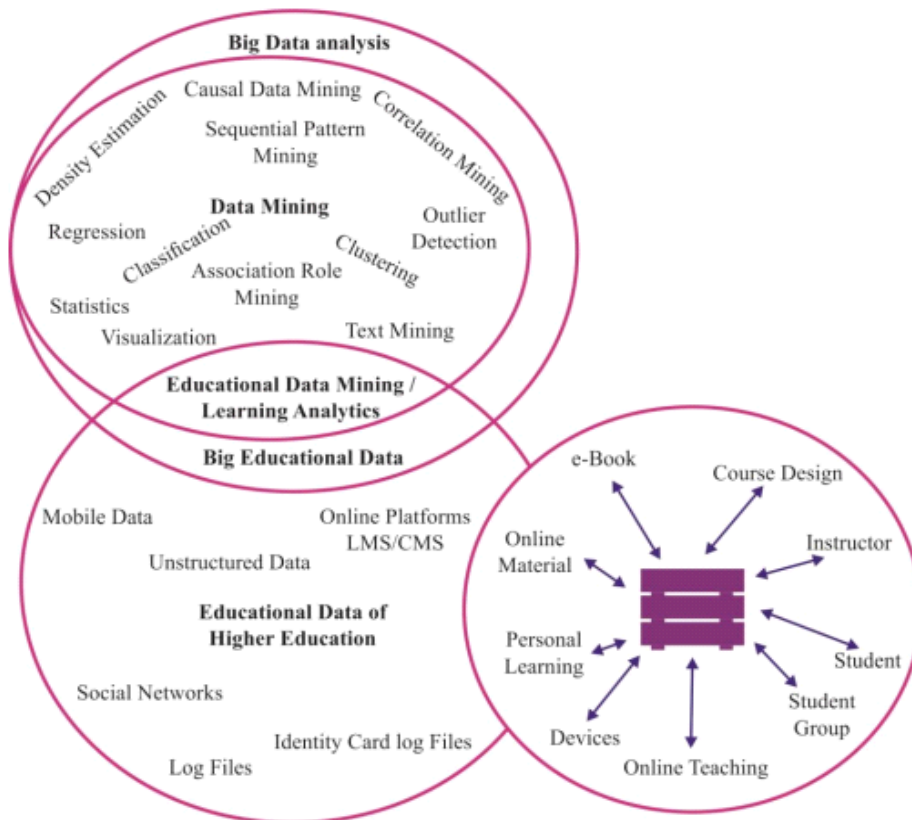 Big Data analysis
Causal Data Mining
Density Estimation
Correlation Mining
Sequential Pattern
Mining
Data Mining
Outlier
Detection
Regression
Classification
Clustering
Association Role
Mining
Statistics
Visualization
Text Mining
Educational Data Mining /
Learning Analytics
Big Educational Data
Mobile Data
Online Platforms
LMS/CMS
Unstructured Data
Educational Data of
Higher Education
Social Networks
Identity Card log Files
Log Files
e-Book
Course Design
Online
Material
Instructor
Personal
Learning
Student
Student
Group
Devices
Online Teaching